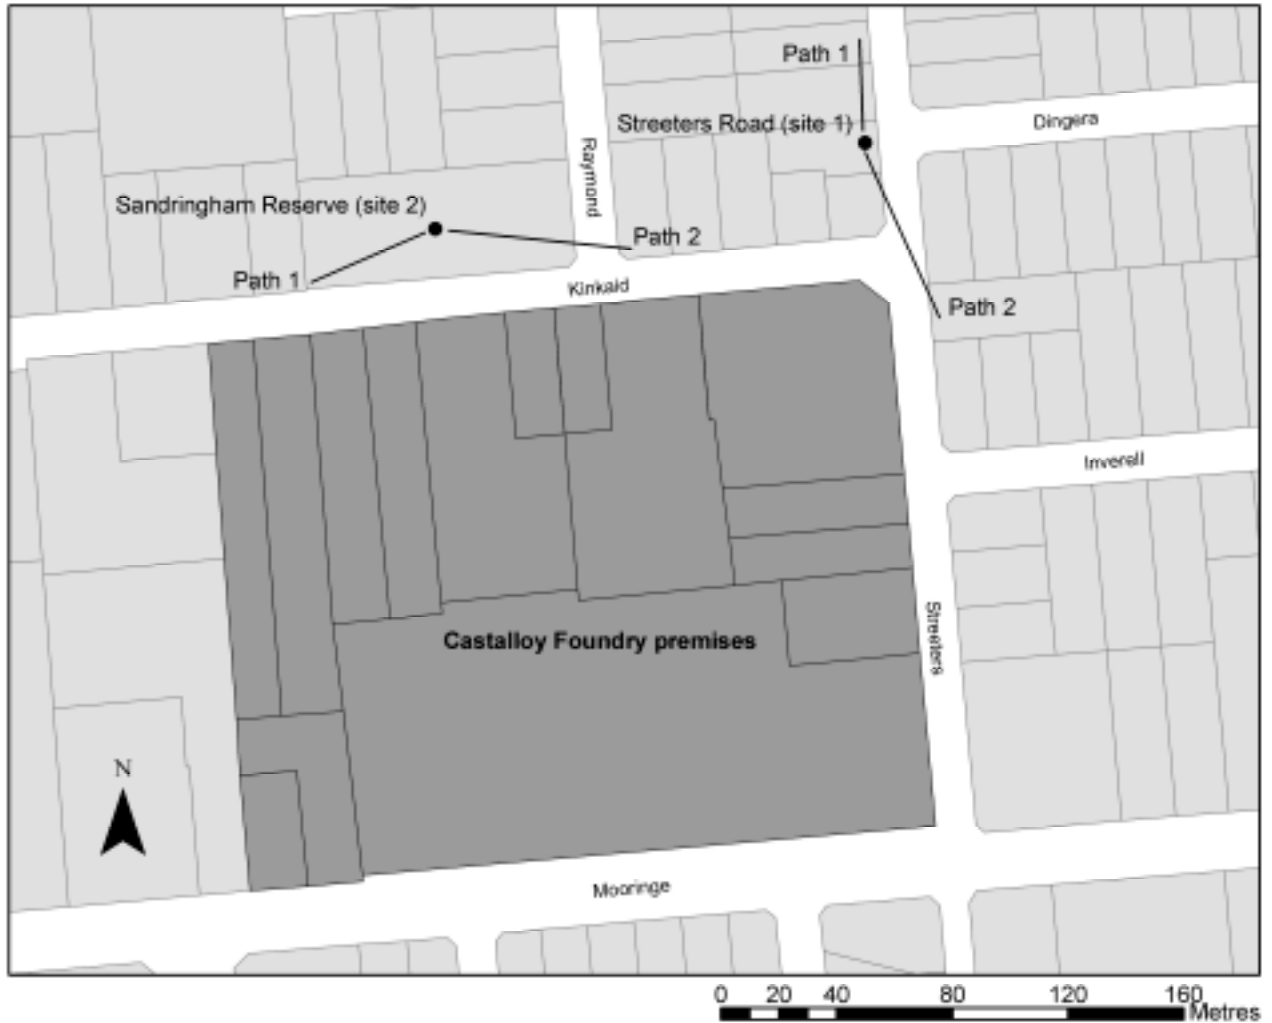 Path 1
Streeters Road (site 1)
Dingera
Raymond
Sandringham Reserve (site 2)
Path 2
Path 1
Kinkaid
Path 2
Inverell
Streeters
Castalloy Foundry premises
N
Mooringe
0 20 40 80 120 160
Metres